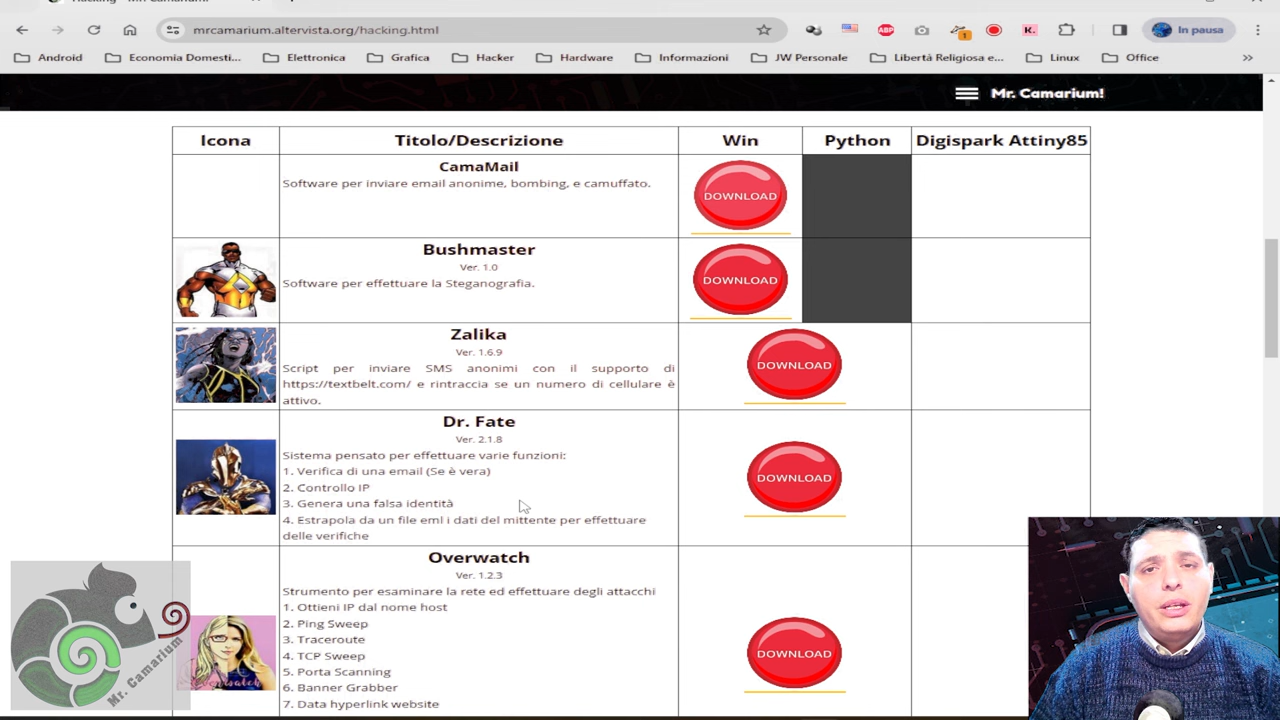 mrcamarium.altervista.org/hacking.html
ABP
1
K.
In pausa
Android
Economia Domesti...
Elettronica
Grafica
Hacker
Hardware
Informazioni
JW Personale
Libertà Religiosa e...
Linux
Office
Mr. Camarium!
Icona
Titolo/Descrizione
Win
Python
Digispark Attiny85
CamaMail
Software per inviare email anonime, bombing, e camuffato.
DOWNLOAD
Bushmaster
Ver. 1.0
Software per effettuare la Steganografia.
DOWNLOAD
Zalika
Ver. 1.6.9
Script per inviare SMS anonimi con il supporto di
https://textbelt.com/ e rintraccia se un numero di cellulare è
attivo.
DOWNLOAD
Dr. Fate
Ver. 2.1.8
Sistema pensato per effettuare varie funzioni:
1. Verifica di una email (Se è vera)
2. Controllo IP
3. Genera una falsa identità
4. Estrapola da un file eml i dati del mittente per effettuare
delle verifiche
DOWNLOAD
Overwatch
Ver. 1.2.3
Strumento per esaminare la rete ed effettuare degli attacchi
1. Ottieni IP dal nome host
2. Ping Sweep
3. Traceroute
4. TCP Sweep
5. Porta Scanning
6. Banner Grabber
7. Data hyperlink website
DOWNLOAD
Mr. Camarium